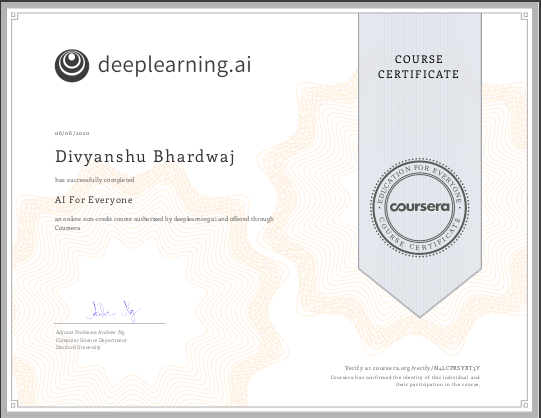 deeplearning.ai
COURSE
CERTIFICATE
06/06/2020
Divyanshu Bhardwaj
has successfully completed
AI For Everyone
an online non-credit course authorized by deeplearning.ai and offered through
Coursera
EDUCATION FOR EVERYONE
coursera
COURSE CERTIFICATE
Adjunct Professor Andrew Ng
Computer Science Department
Stanford University
Verify at coursera.org/verify/
Coursera has confirmed the identity of this individual and
their participation in the course.